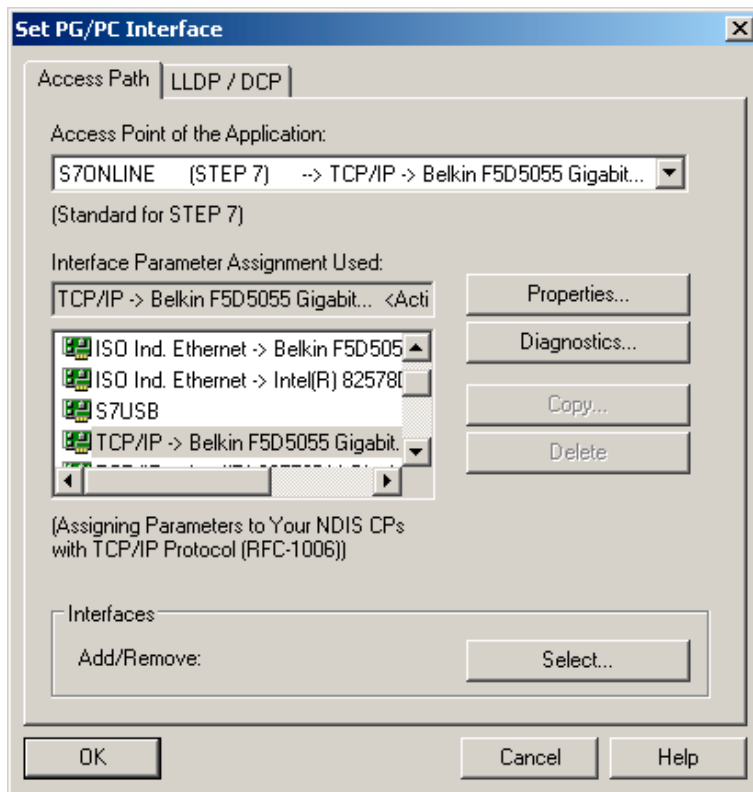 Set PG/PC Interface
Access Path
LLDP / DCP
Access Point of the Application:
S7ONLINE (STEP 7) --> TCP/IP -> Belkin F5D5055 Gigabit...
(Standard for STEP 7)
Interface Parameter Assignment Used:
TCP/IP -> Belkin F5D5055 Gigabit... <Acti
Properties...
ISO Ind. Ethernet -> Belkin F5D505
Diagnostics...
ISO Ind. Ethernet -> Intel(R) 82578D
S7USB
Copy...
TCP/IP -> Belkin F5D5055 Gigabit.
Delete
(Assigning Parameters to Your NDIS CPs
with TCP/IP Protocol (RFC-1006))
Interfaces
Add/Remove:
Select...
OK
Cancel
Help